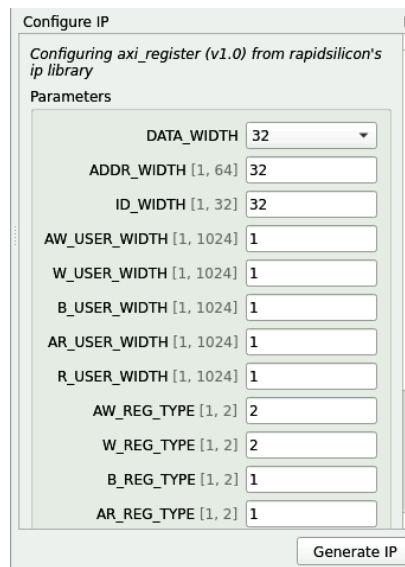 Configure IP
Configuring axi_register (v1.0) from rapidsilicon's
ip library
Parameters
DATA_WIDTH 32
ADDR_WIDTH [1, 64] 32
ID_WIDTH [1, 32] 32
AW_USER_WIDTH [1, 1024] 1
W_USER_WIDTH [1, 1024] 1
B_USER_WIDTH [1, 1024] 1
AR_USER_WIDTH [1, 1024] 1
R_USER_WIDTH [1, 1024] 1
AW_REG_TYPE [1, 2] 2
W_REG_TYPE [1, 2] 2
B_REG_TYPE [1, 2] 1
AR_REG_TYPE [1, 2] 1
Generate IP